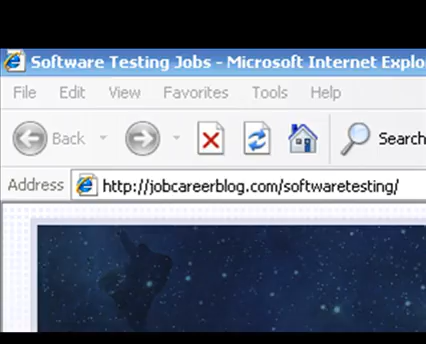 Software Testing Jobs - Microsoft Internet Explo
File Edit View Favorites Tools Help
Back Search
Address http://jobcareerblog.com/softwaretesting/